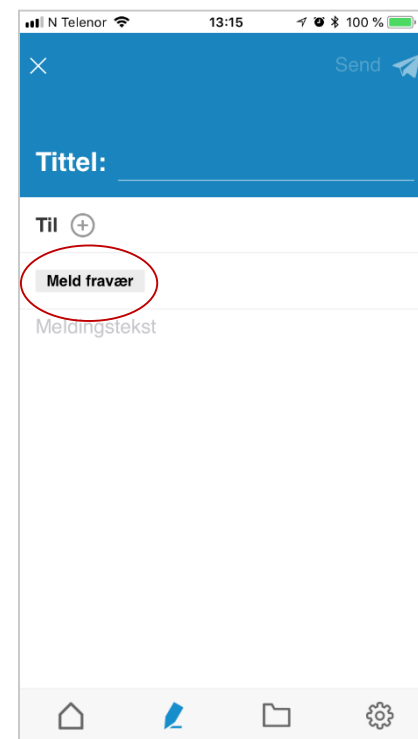 N Telenor 13:15 100 %
Send
Tittel:
Til
Meld fravær
Meldingstekst